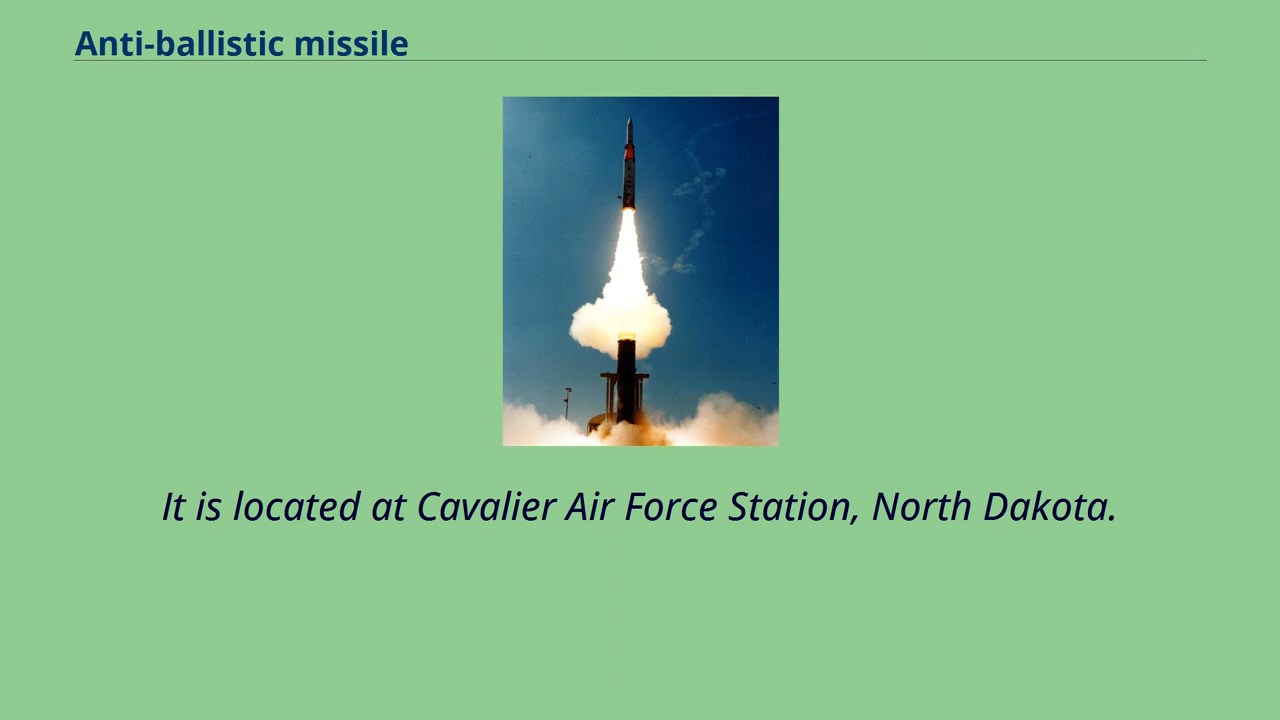 Anti-ballistic missile
It is located at Cavalier Air Force Station, North Dakota.